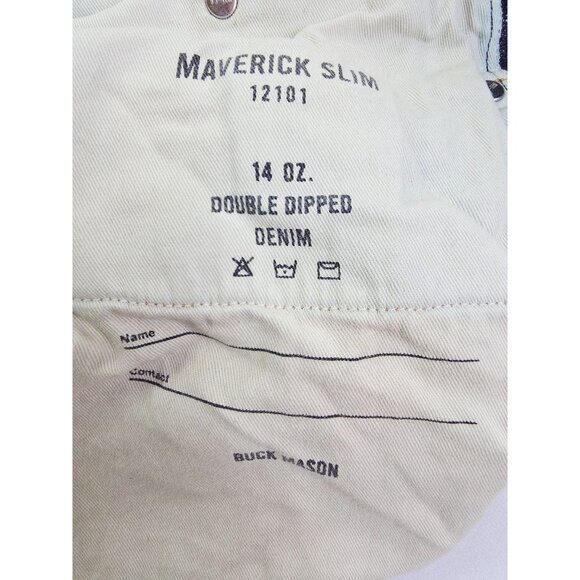 MAVERICK SLIM
12101
14 OZ.
DOUBLE DIPPED
DENIM
Name
Contact
BUCK MASON